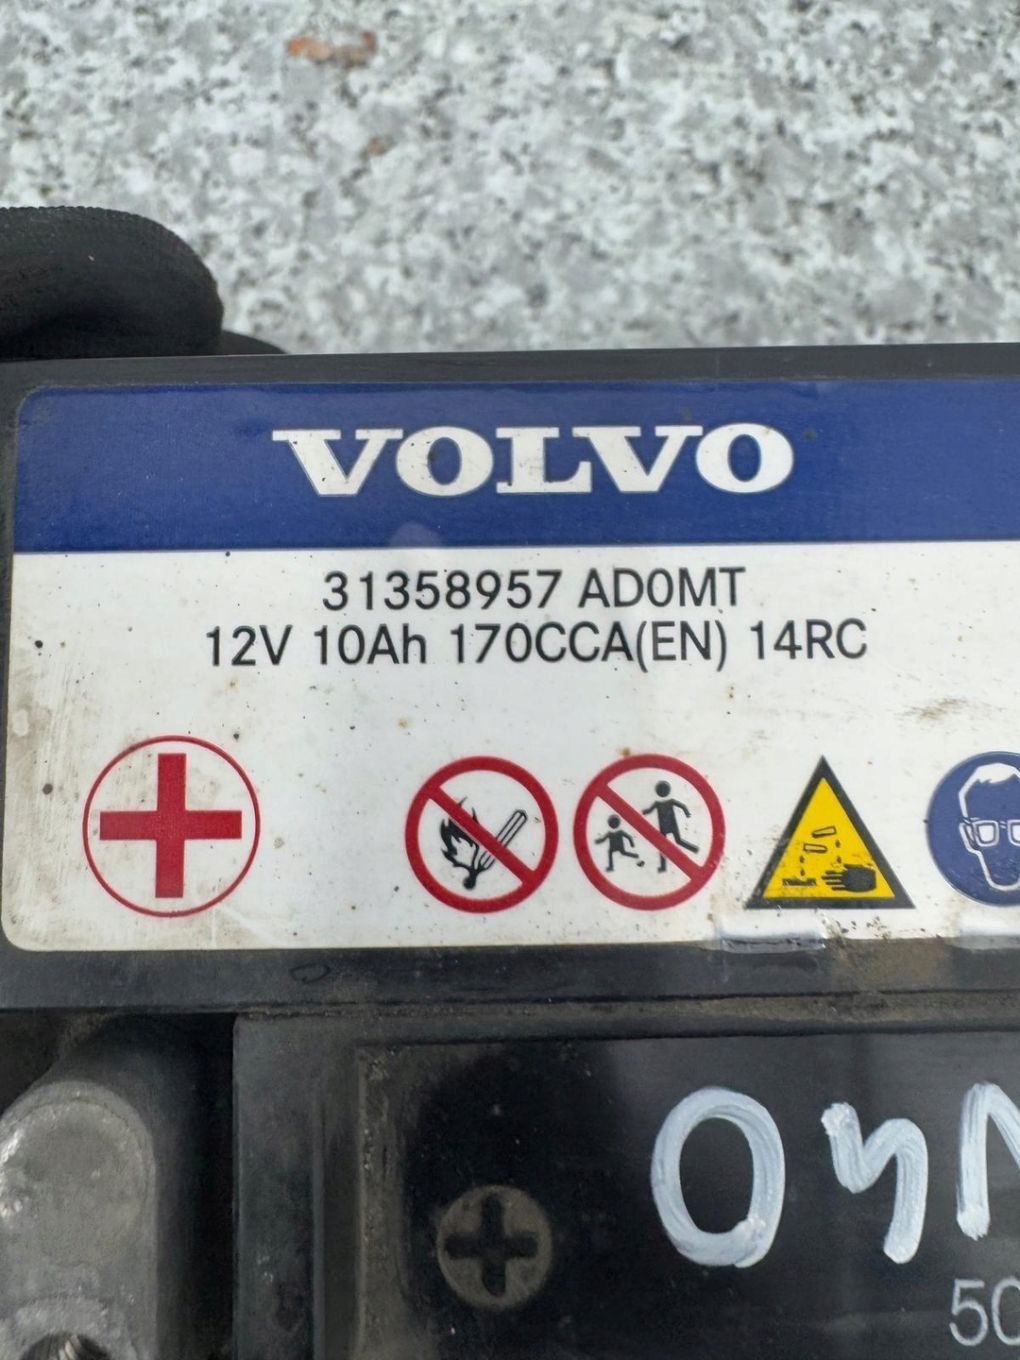 VOLVO
31358957 AD0MT
12V 10Ah 170CCA(EN) 14RC